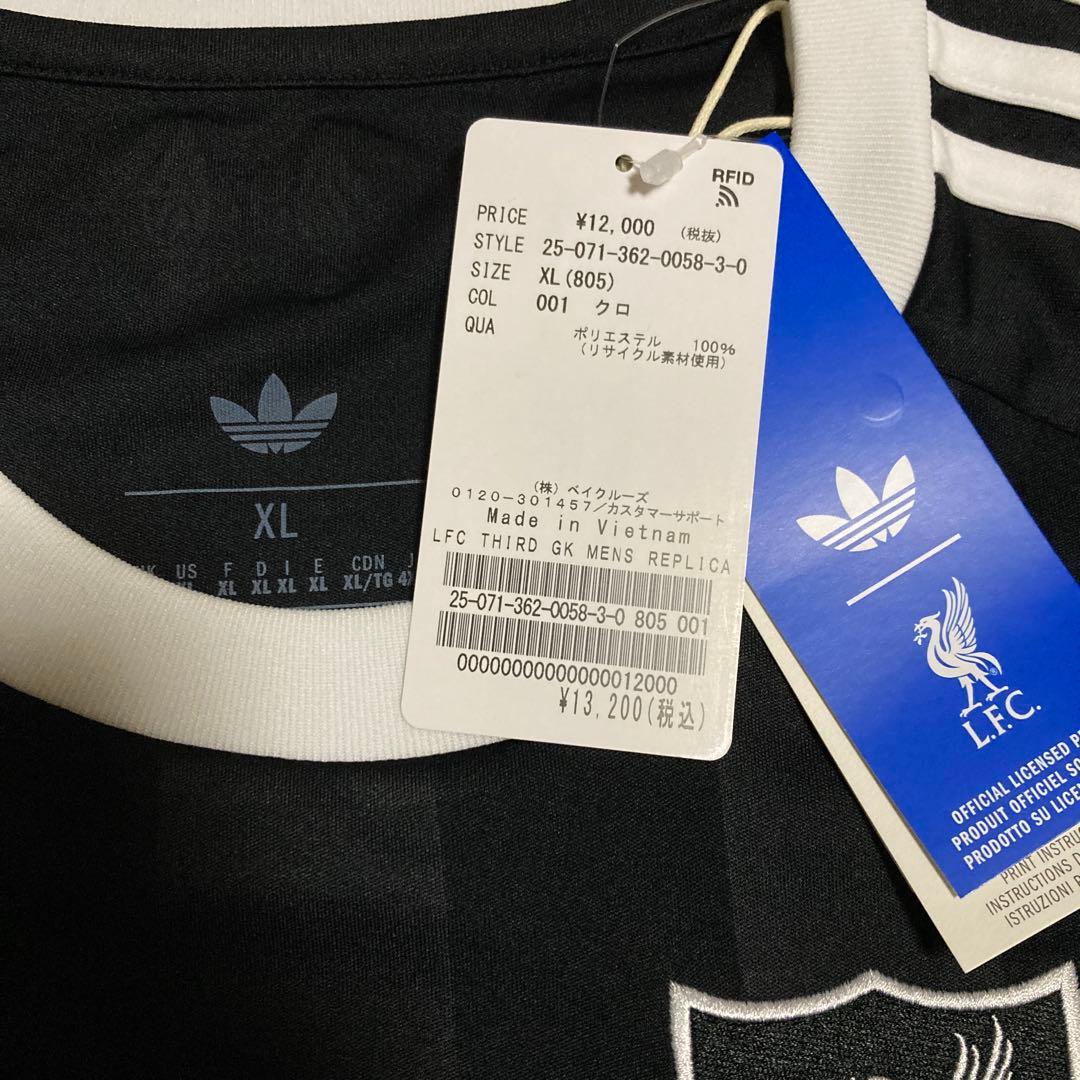 RFID
PRICE ¥12,000 (税抜)
STYLE 25-071-362-0058-3-0
SIZE XL(805)
COL 001 クロ
QUA ポリエステル 100%
(リサイクル素材使用)
(株) ベイクルーズ
0120-301457/カスタマーサポート
Made in Vietnam
LFC THIRD GK MENS REPLICA
25-071-362-0058-3-0 805 001
00000000000000012000
¥13,200(税込)
XL
US F D I E CDN
XL XL XL XL XL/TG
L.F.C.
OFFICIAL LICENSED
PRODUIT OFFICIEL
PRODOTTO SU
PRINT
INSTRUCTIONS
ISTRUZIONI